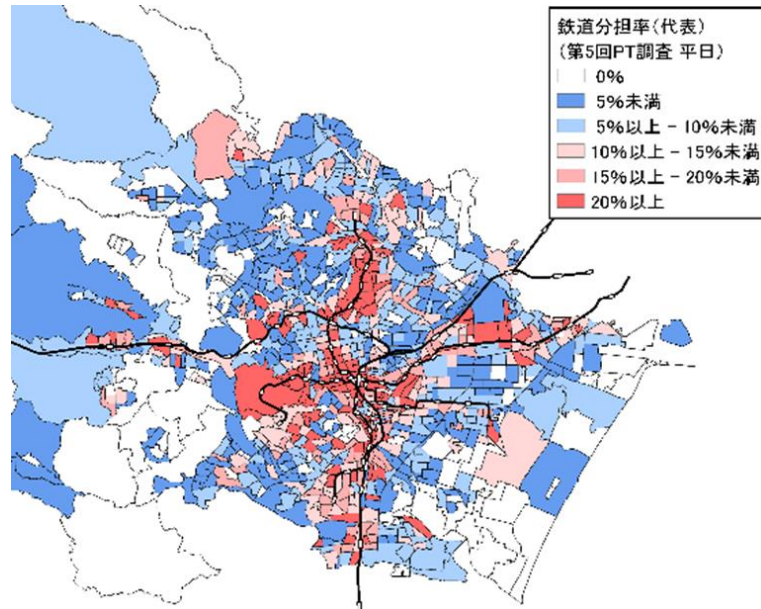 鉄道分担率(代表)
(第5回PT調査 平日)
0%
5%未満
5%以上 - 10%未満
10%以上 - 15%未満
15%以上 - 20%未満
20%以上